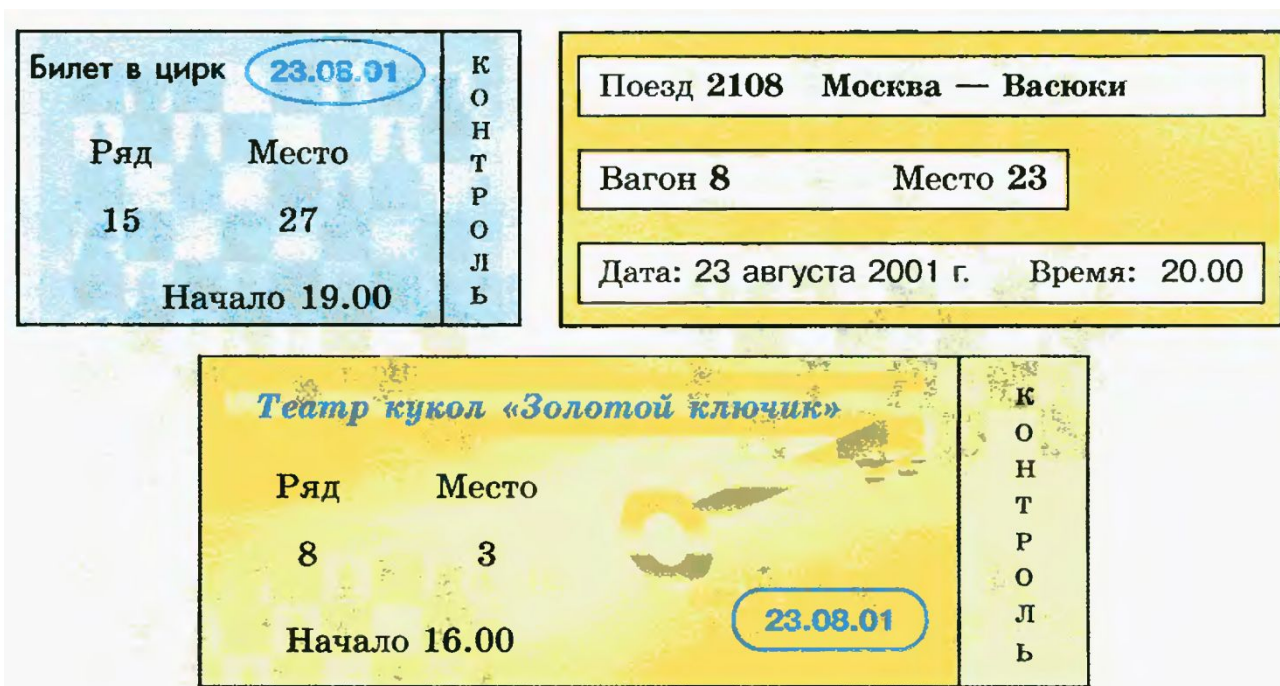 Билет в цирк 23.08.01
Ряд Место
15 27
Начало 19.00
КОНТРОЛЬ
Поезд 2108 Москва — Васюки
Вагон 8 Место 23
Дата: 23 августа 2001 г. Время: 20.00
Театр кукол «Золотой ключик»
Ряд Место
8 3
23.08.01
Начало 16.00
КОНТРОЛЬ